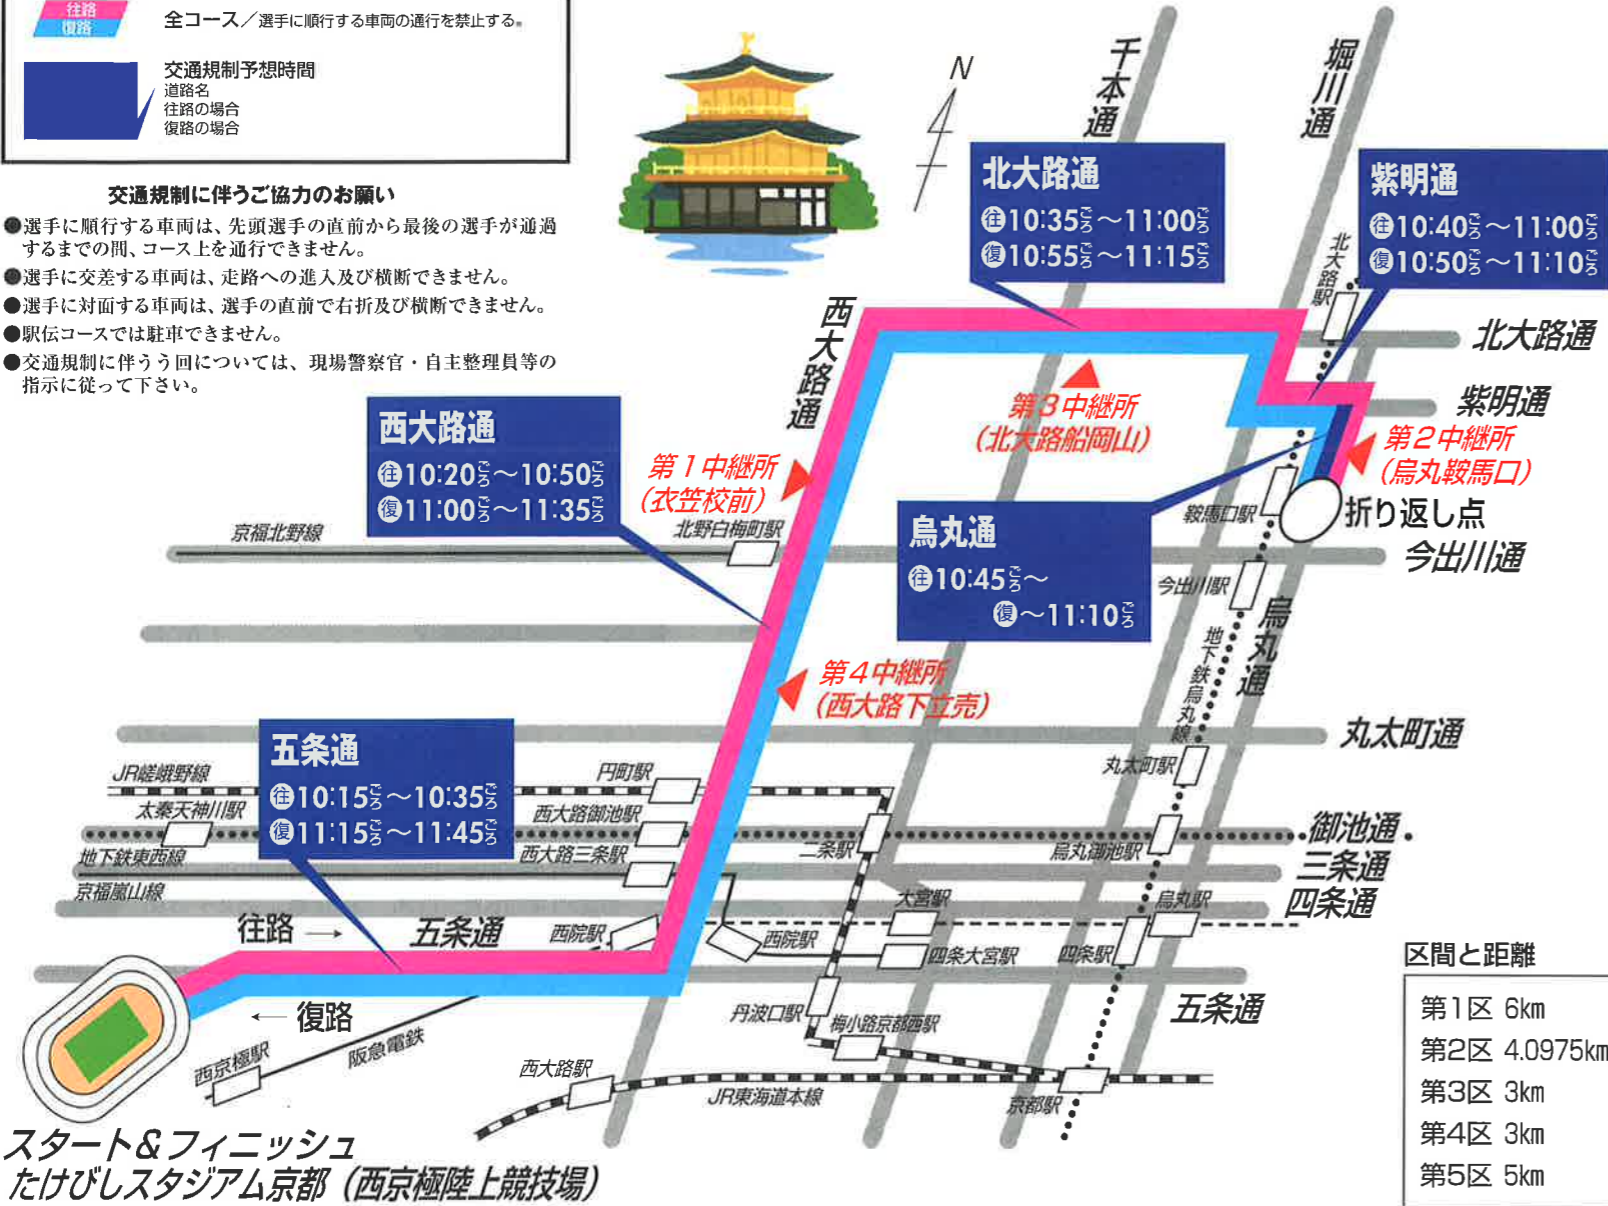 往路
復路
全コース／選手に順行する車両の通行を禁止する。
交通規制予想時間
道路名
往路の場合
復路の場合
交通規制に伴うご協力のお願い
●選手に順行する車両は、先頭選手の直前から最後の選手が通過
するまでの間、コース上を通行できません。
●選手に交差する車両は、走路への進入及び横断できません。
●選手に対面する車両は、選手の直前で右折及び横断できません。
●駅伝コースでは駐車できません。
●交通規制に伴うう回については、現場警察官・自主整理員等の
指示に従って下さい。
N
千本通
堀川通
北大路通
往10:35ごろ～11:00ごろ
復10:55ごろ～11:15ごろ
紫明通
往10:40ごろ～11:00ごろ
復10:50ごろ～11:10ごろ
北大路駅
西大路通
北大路通
紫明通
第3中継所
(北大路船岡山)
第2中継所
(烏丸鞍馬口)
西大路通
往10:20ごろ～10:50ごろ
復11:00ごろ～11:35ごろ
第1中継所
(衣笠校前)
北野白梅町駅
京福北野線
烏丸通
往10:45ごろ～
復～11:10ごろ
鞍馬口駅
折り返し点
今出川通
今出川駅
烏丸通
地下鉄烏丸線
第4中継所
(西大路下立売)
丸太町通
丸太町駅
五条通
往10:15ごろ～10:35ごろ
復11:15ごろ～11:45ごろ
JR嵯峨野線
円町駅
太秦天神川駅
西大路御池駅
地下鉄東西線
西大路三条駅
二条駅
烏丸御池駅
御池通
三条通
四条通
京福嵐山線
大宮駅
烏丸駅
往路→
五条通
西院駅
西院駅
四条大宮駅
四条駅
五条通
←復路
丹波口駅
梅小路京都西駅
西京極駅
阪急電鉄
西大路駅
JR東海道本線
京都駅
スタート&フィニッシュ
たけびしスタジアム京都（西京極陸上競技場）
区間と距離
第1区 6km
第2区 4.0975km
第3区 3km
第4区 3km
第5区 5km